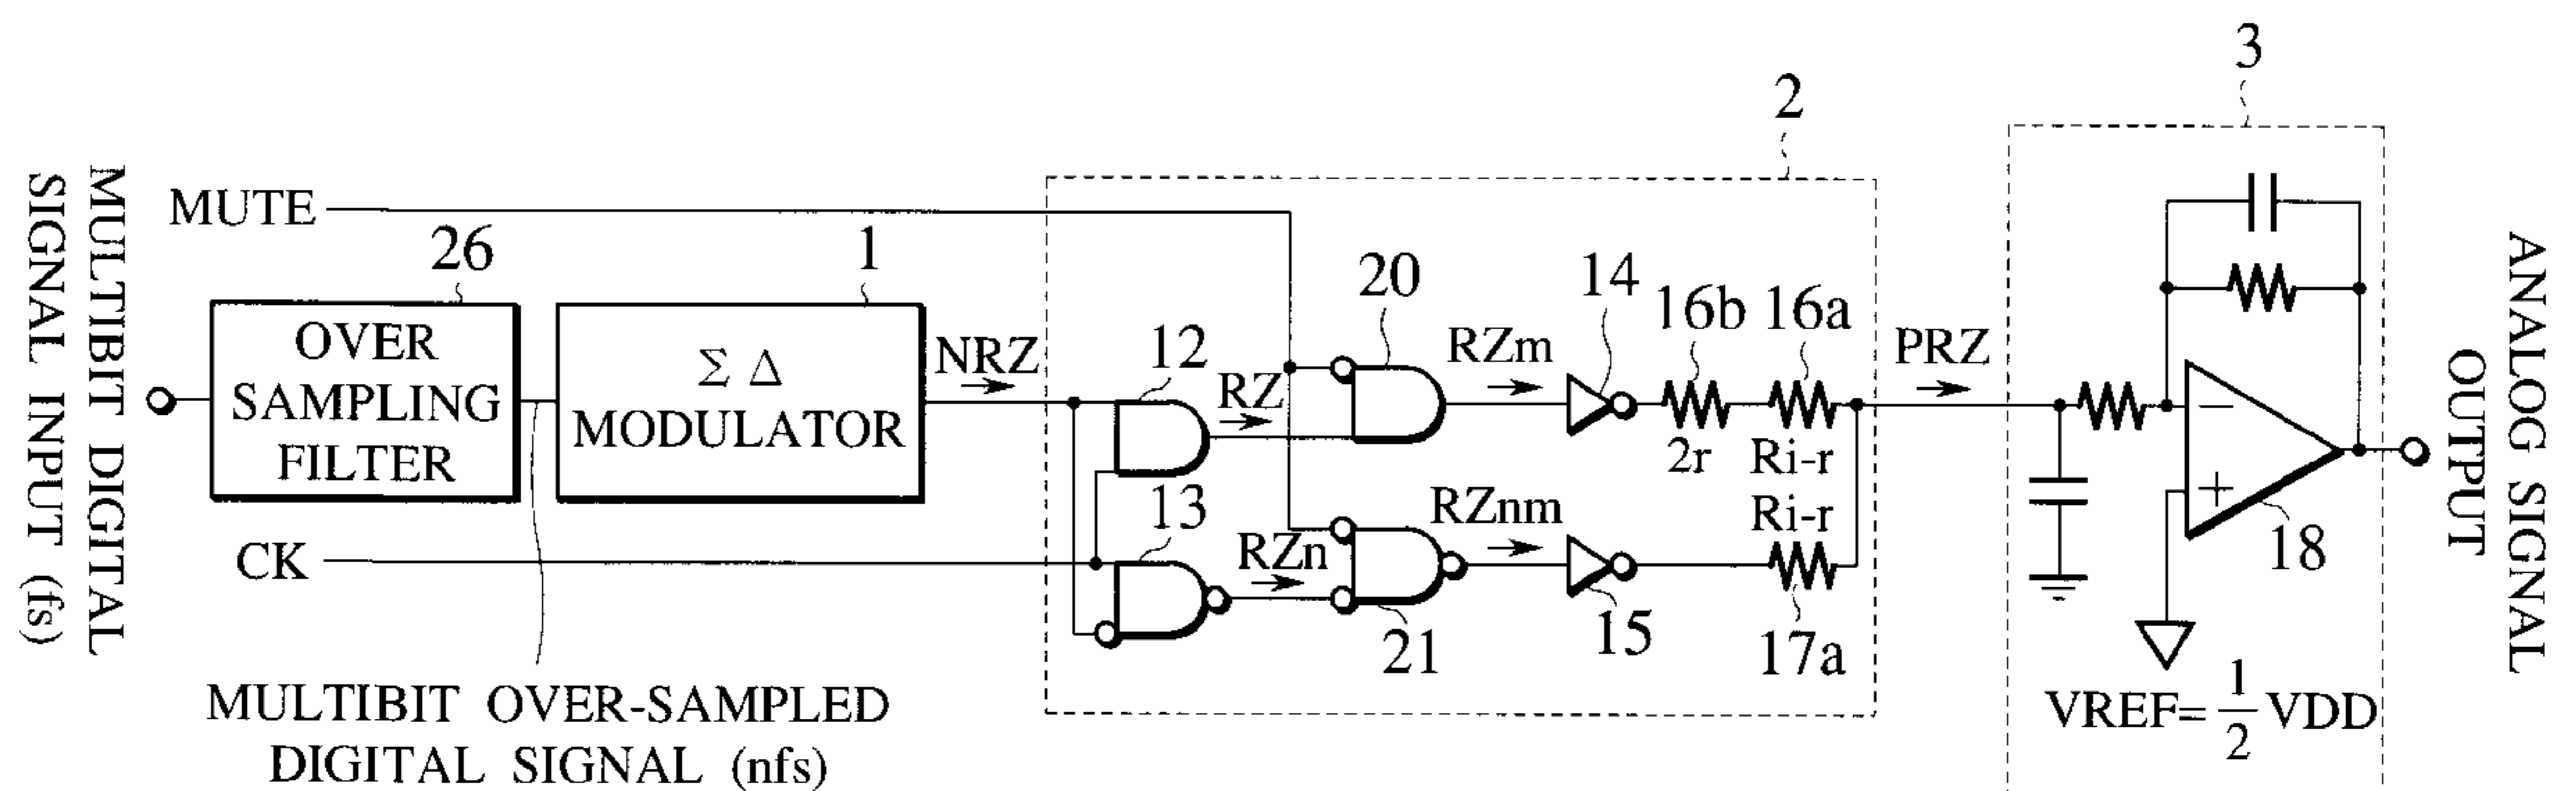 3
2
MUTE
MULTIBIT DIGITAL
SIGNAL INPUT (fs)
26
OVER
SAMPLING
FILTER
1
Σ Δ
MODULATOR
NRZ
12
RZ
20
RZm
14
16b
16a
2r
Ri-r
PRZ
CK
13
RZn
21
RZnm
15
Ri-r
17a
−
+
18
VREF= 1/2 VDD
ANALOG SIGNAL
OUTPUT
MULTIBIT OVER-SAMPLED
DIGITAL SIGNAL (nfs)